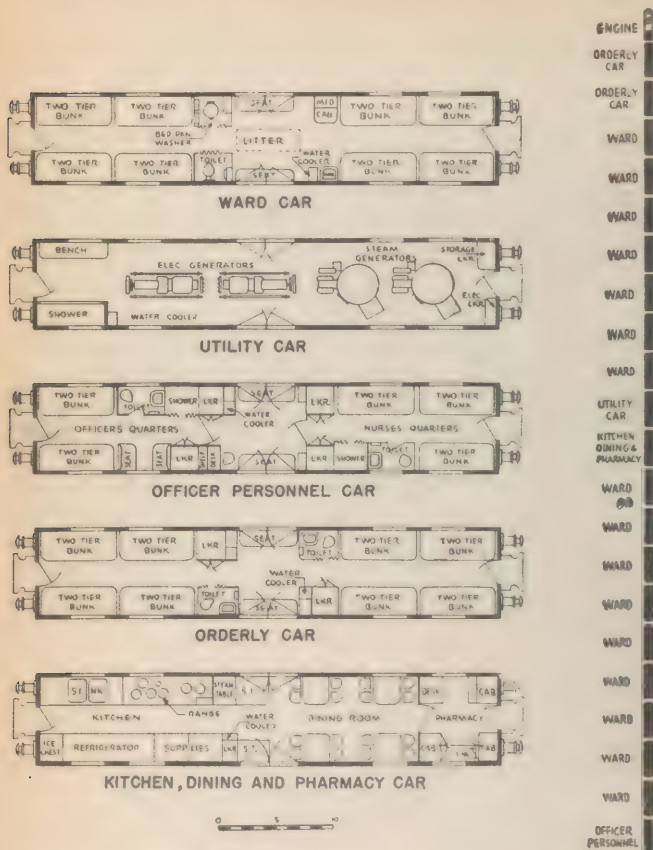 TWO TIER BUNK
TWO TIER BUNK
SEAT
MED CAB
TWO TIER BUNK
TWO TIER BUNK
BED PAN WASHER
LITTER
TWO TIER BUNK
TWO TIER BUNK
TOILET
SEAT
WATER COOLER
TWO TIER BUNK
TWO TIER BUNK
WARD CAR
BENCH
ELEC GENERATORS
STEAM GENERATORS
STORAGE LKR.
SHOWER
WATER COOLER
ELEC LKR
UTILITY CAR
TWO TIER BUNK
TOILET
SHOWER
LKR
SEAT
LKR
TWO TIER BUNK
TWO TIER BUNK
OFFICERS QUARTERS
WATER COOLER
NURSES QUARTERS
TWO TIER BUNK
SEAT
SEAT
LKR
DESK
SEAT
LKR
SHOWER
TOILET
TWO TIER BUNK
OFFICER PERSONNEL CAR
TWO TIER BUNK
TWO TIER BUNK
LKR
SEAT
TOILET
TWO TIER BUNK
TWO TIER BUNK
TWO TIER BUNK
TWO TIER BUNK
TOILET
WATER COOLER
SEAT
LKR
TWO TIER BUNK
TWO TIER BUNK
ORDERLY CAR
STEAM TABLE
DESK
CAB
KITCHEN
RANGE
WATER COOLER
DINING ROOM
PHARMACY
ICE CHEST
REFRIGERATOR
SUPPLIES
LKR
CAB
CAB
KITCHEN, DINING AND PHARMACY CAR
0 5 10
ENGINE
ORDERLY CAR
ORDERLY CAR
WARD
WARD
WARD
WARD
WARD
WARD
WARD
UTILITY CAR
KITCHEN DINING & PHARMACY
WARD
WARD
WARD
WARD
WARD
WARD
WARD
WARD
WARD
OFFICER PERSONNEL